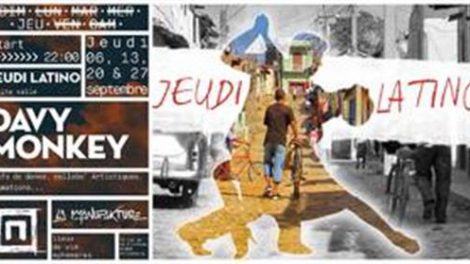 DIM LUN MAR MER
JEU VEN SAM
start
22:00
Jeudi
06, 13,
20 & 27
septembre
JEUDI LATINO
DAVY
MONKEY
LA MANUFAKTURE
JEUDI LATINO